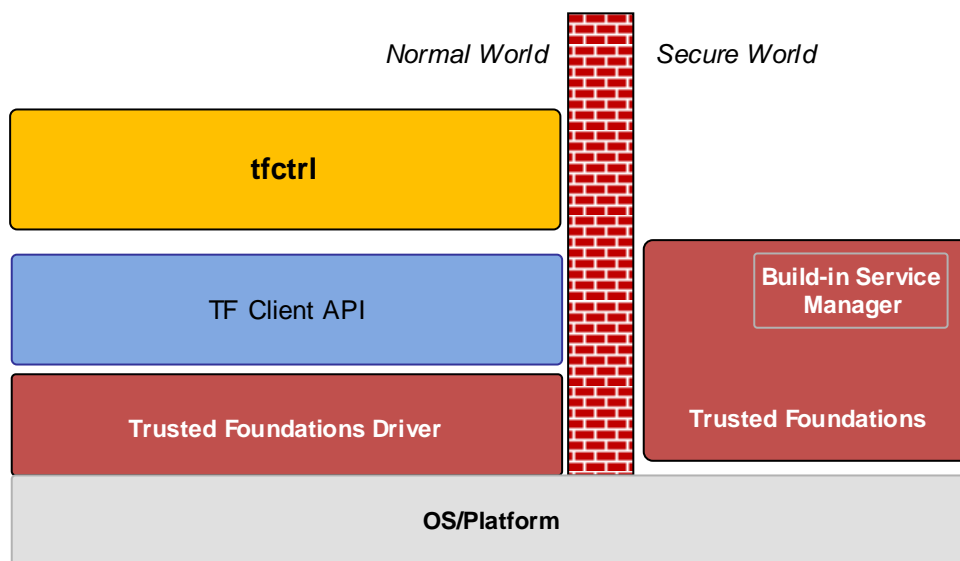 Normal World
Secure World
tfctrl
Build-in Service
Manager
TF Client API
Trusted Foundations
Trusted Foundations Driver
OS/Platform